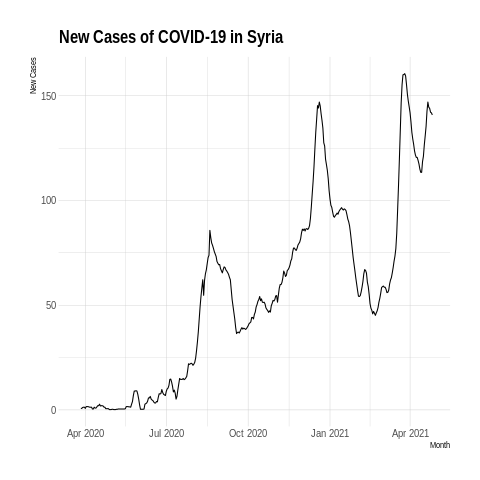 New Cases of COVID-19 in Syria
New Cases
150
100
50
0
Apr 2020 Jul 2020 Oct 2020 Jan 2021 Apr 2021
Month